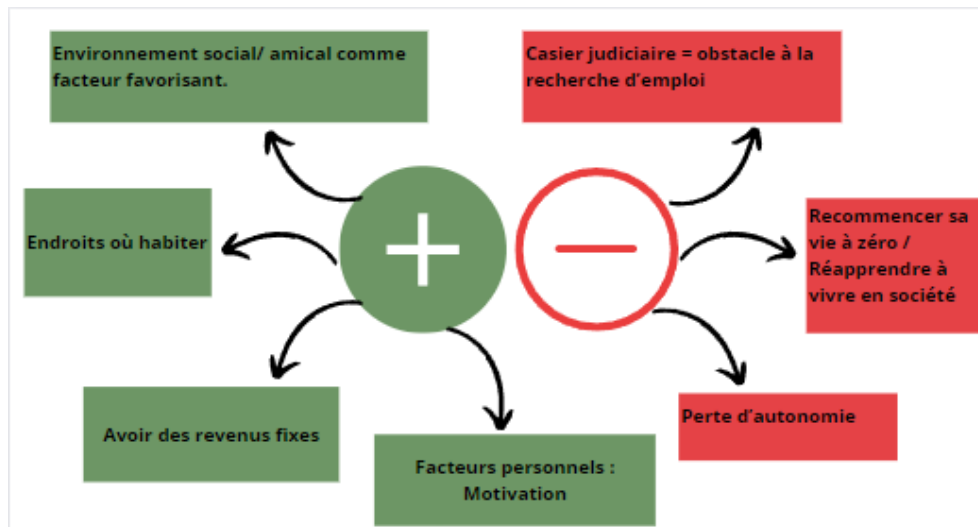 Environnement social/ amical comme
facteur favorisant.
Casier judiciaire = obstacle à la
recherche d'emploi
Endroits où habiter
Recommencer sa
vie à zéro /
Réapprendre à
vivre en société
Avoir des revenus fixes
Perte d'autonomie
Facteurs personnels :
Motivation